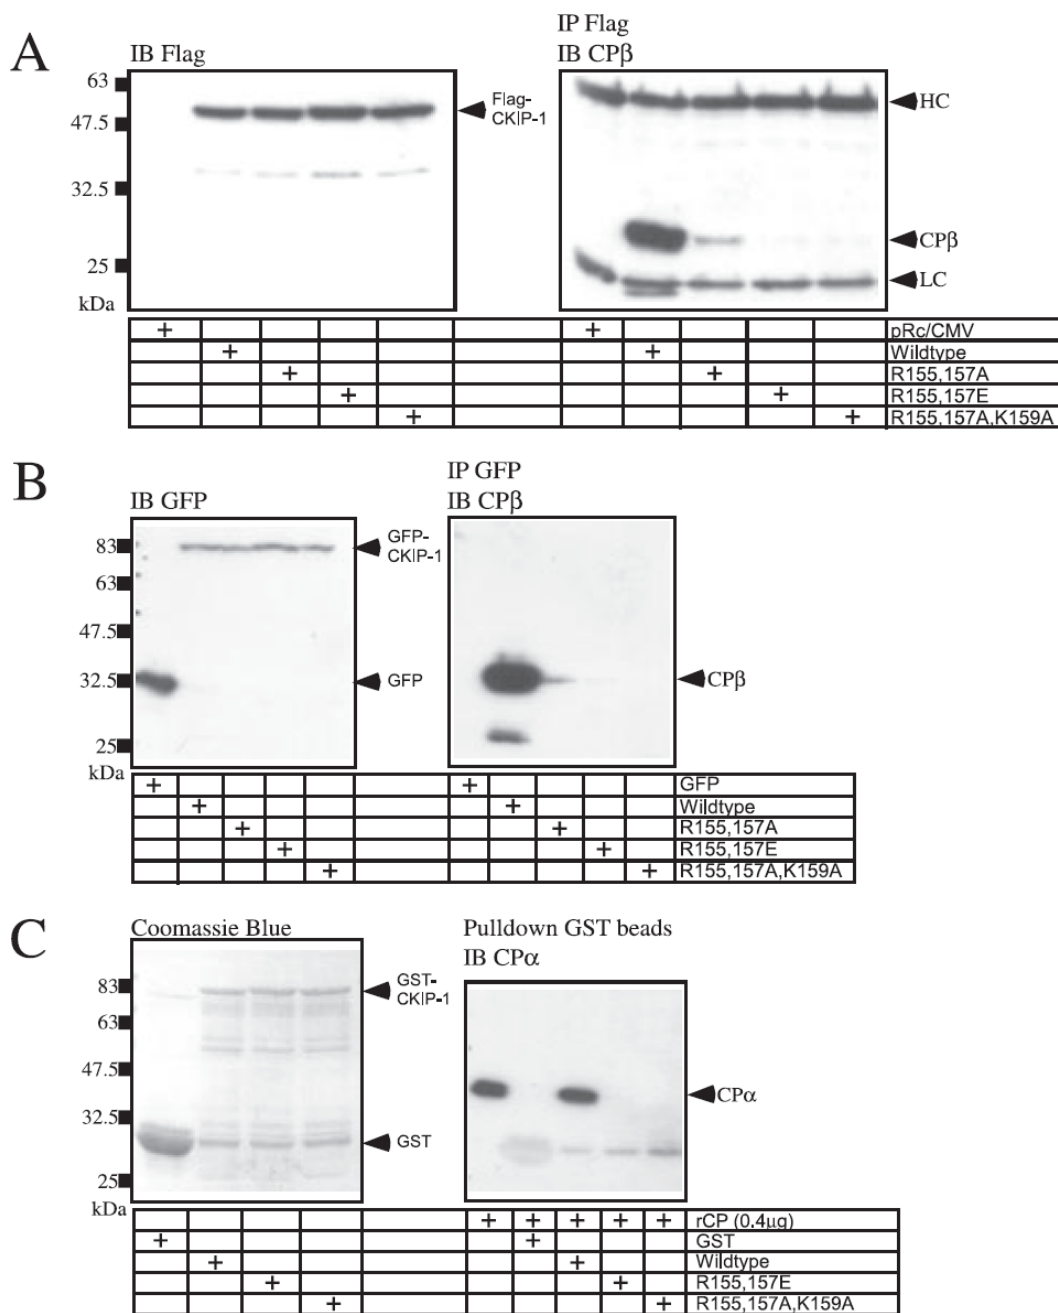 A
IB Flag
IP Flag
IB CPβ
63
47.5
32.5
25
kDa
Flag-
CKIP-1
HC
CPβ
LC
+ + pRc/CMV
+ + Wildtype
+ + R155,157A
+ + R155,157E
+ + R155,157A,K159A
B
IB GFP
IP GFP
IB CPβ
83
63
47.5
32.5
25
kDa
GFP-
CKIP-1
GFP
CPβ
+ + GFP
+ + Wildtype
+ + R155,157A
+ + R155,157E
+ + R155,157A,K159A
C
Coomassie Blue
Pulldown GST beads
IB CPα
83
63
47.5
32.5
25
kDa
GST-
CKIP-1
GST
CPα
+ + + + + rCP (0.4μg)
+ + GST
+ + Wildtype
+ + R155,157E
+ + R155,157A,K159A